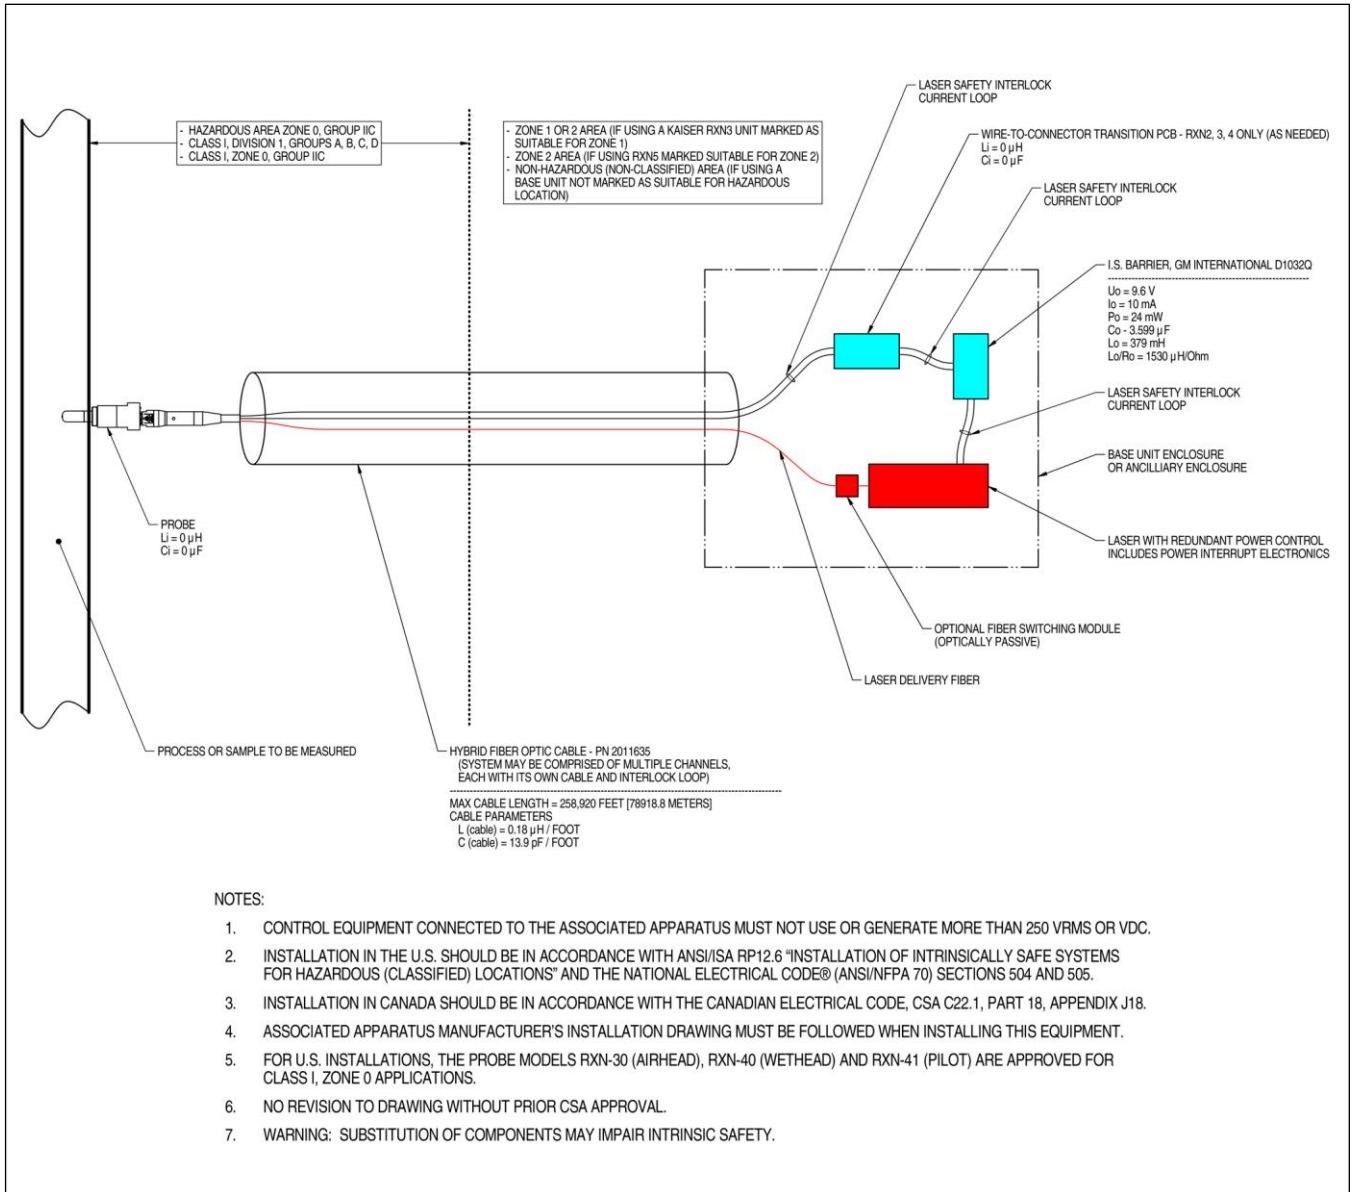 LASER SAFETY INTERLOCK
CURRENT LOOP
- HAZARDOUS AREA ZONE 0, GROUP IIC
- CLASS I, DIVISION 1, GROUPS A, B, C, D
- CLASS I, ZONE 0, GROUP IIC
- ZONE 1 OR 2 AREA (IF USING A KAISER RXN3 UNIT MARKED AS
SUITABLE FOR ZONE 1)
- ZONE 2 AREA (IF USING RXN5 MARKED SUITABLE FOR ZONE 2)
- NON-HAZARDOUS (NON-CLASSIFIED) AREA (IF USING A
BASE UNIT NOT MARKED AS SUITABLE FOR HAZARDOUS
LOCATION)
WIRE-TO-CONNECTOR TRANSITION PCB - RXN2, 3, 4 ONLY (AS NEEDED)
Li = 0 µH
Ci = 0 µF
LASER SAFETY INTERLOCK
CURRENT LOOP
I.S. BARRIER, GM INTERNATIONAL D1032Q
Uo = 9.6 V
Io = 10 mA
Po = 24 mW
Co - 3.599 µF
Lo = 379 mH
Lo/Ro = 1530 µH/Ohm
LASER SAFETY INTERLOCK
CURRENT LOOP
BASE UNIT ENCLOSURE
OR ANCILLIARY ENCLOSURE
PROBE
Li = 0 µH
Ci = 0 µF
LASER WITH REDUNDANT POWER CONTROL
INCLUDES POWER INTERRUPT ELECTRONICS
OPTIONAL FIBER SWITCHING MODULE
(OPTICALLY PASSIVE)
LASER DELIVERY FIBER
PROCESS OR SAMPLE TO BE MEASURED
HYBRID FIBER OPTIC CABLE - PN 2011635
(SYSTEM MAY BE COMPRISED OF MULTIPLE CHANNELS,
EACH WITH ITS OWN CABLE AND INTERLOCK LOOP)
MAX CABLE LENGTH = 258,920 FEET [78918.8 METERS]
CABLE PARAMETERS
L (cable) = 0.18 µH / FOOT
C (cable) = 13.9 pF / FOOT
NOTES:
1. CONTROL EQUIPMENT CONNECTED TO THE ASSOCIATED APPARATUS MUST NOT USE OR GENERATE MORE THAN 250 VRMS OR VDC.
2. INSTALLATION IN THE U.S. SHOULD BE IN ACCORDANCE WITH ANSI/ISA RP12.6 “INSTALLATION OF INTRINSICALLY SAFE SYSTEMS
FOR HAZARDOUS (CLASSIFIED) LOCATIONS” AND THE NATIONAL ELECTRICAL CODE® (ANSI/NFPA 70) SECTIONS 504 AND 505.
3. INSTALLATION IN CANADA SHOULD BE IN ACCORDANCE WITH THE CANADIAN ELECTRICAL CODE, CSA C22.1, PART 18, APPENDIX J18.
4. ASSOCIATED APPARATUS MANUFACTURER'S INSTALLATION DRAWING MUST BE FOLLOWED WHEN INSTALLING THIS EQUIPMENT.
5. FOR U.S. INSTALLATIONS, THE PROBE MODELS RXN-30 (AIRHEAD), RXN-40 (WETHEAD) AND RXN-41 (PILOT) ARE APPROVED FOR
CLASS I, ZONE 0 APPLICATIONS.
6. NO REVISION TO DRAWING WITHOUT PRIOR CSA APPROVAL.
7. WARNING: SUBSTITUTION OF COMPONENTS MAY IMPAIR INTRINSIC SAFETY.